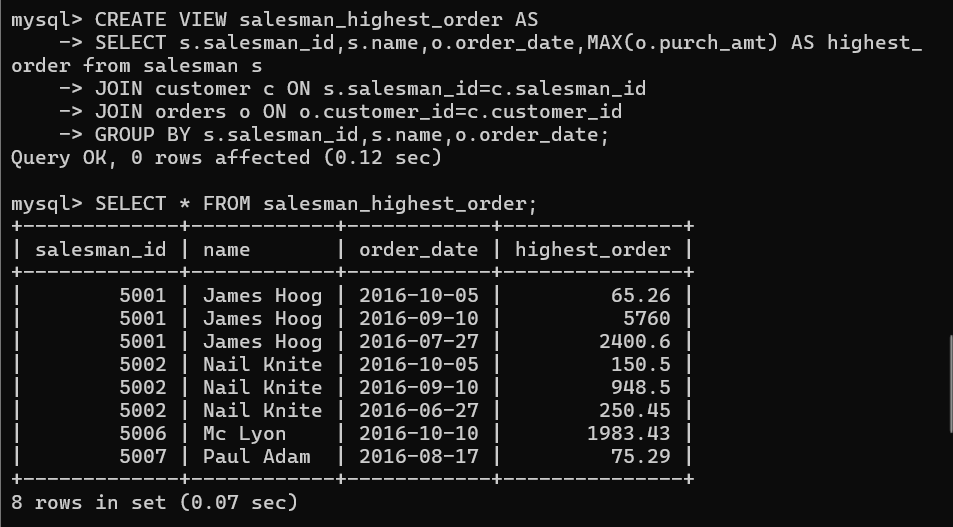 mysql> CREATE VIEW salesman_highest_order AS
    -> SELECT s.salesman_id,s.name,o.order_date,MAX(o.purch_amt) AS highest_
order from salesman s
    -> JOIN customer c ON s.salesman_id=c.salesman_id
    -> JOIN orders o ON o.customer_id=c.customer_id
    -> GROUP BY s.salesman_id,s.name,o.order_date;
Query OK, 0 rows affected (0.12 sec)

mysql> SELECT * FROM salesman_highest_order;
+-------------+------------+------------+---------------+
| salesman_id | name       | order_date | highest_order |
+-------------+------------+------------+---------------+
|        5001 | James Hoog | 2016-10-05 |         65.26 |
|        5001 | James Hoog | 2016-09-10 |          5760 |
|        5001 | James Hoog | 2016-07-27 |        2400.6 |
|        5002 | Nail Knite | 2016-10-05 |         150.5 |
|        5002 | Nail Knite | 2016-09-10 |         948.5 |
|        5002 | Nail Knite | 2016-06-27 |        250.45 |
|        5006 | Mc Lyon    | 2016-10-10 |       1983.43 |
|        5007 | Paul Adam  | 2016-08-17 |         75.29 |
+-------------+------------+------------+---------------+
8 rows in set (0.07 sec)